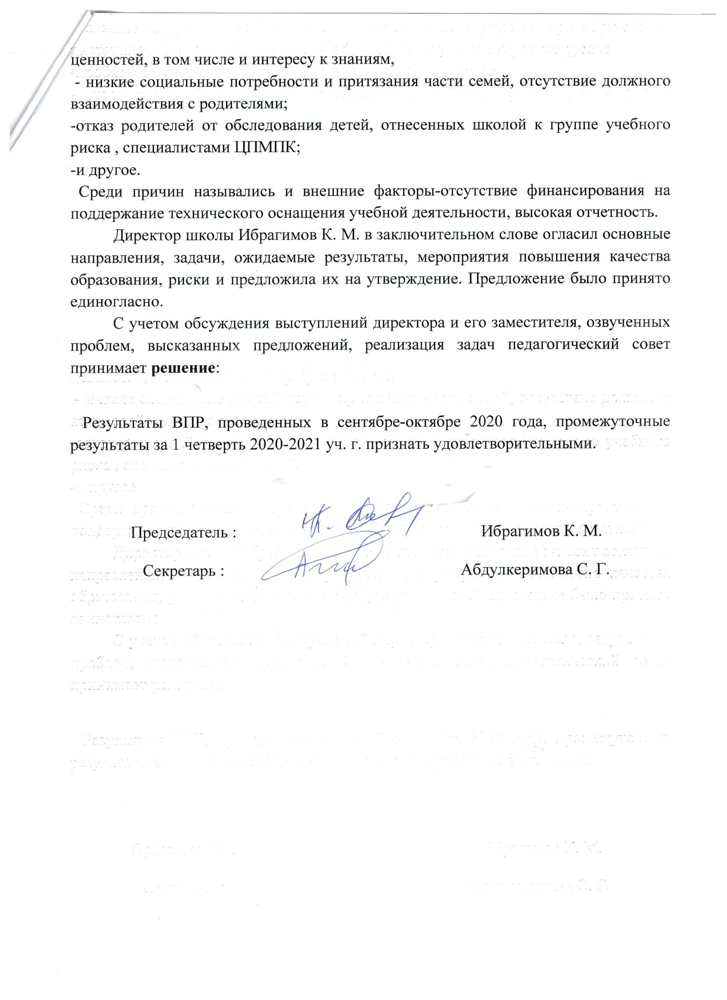 ценностей, в том числе и интересу к знаниям,
- низкие социальные потребности и притязания части семей, отсутствие должного
взаимодействия с родителями;
-отказ родителей от обследования детей, отнесенных школой к группе учебного
риска , специалистами ЦПМПК;
-и другое.
Среди причин назывались и внешние факторы-отсутствие финансирования на
поддержание технического оснащения учебной деятельности, высокая отчетность.
Директор школы Ибрагимов К. М. в заключительном слове огласил основные
направления, задачи, ожидаемые результаты, мероприятия повышения качества
образования, риски и предложила их на утверждение. Предложение было принято
единогласно.
С учетом обсуждения выступлений директора и его заместителя, озвученных
проблем, высказанных предложений, реализация задач педагогический совет
принимает решение:
Результаты ВПР, проведенных в сентябре-октябре 2020 года, промежуточные
результаты за 1 четверть 2020-2021 уч. г. признать удовлетворительными.
Председатель : Ибрагимов К. М.
Секретарь : Абдулкеримова С. Г.